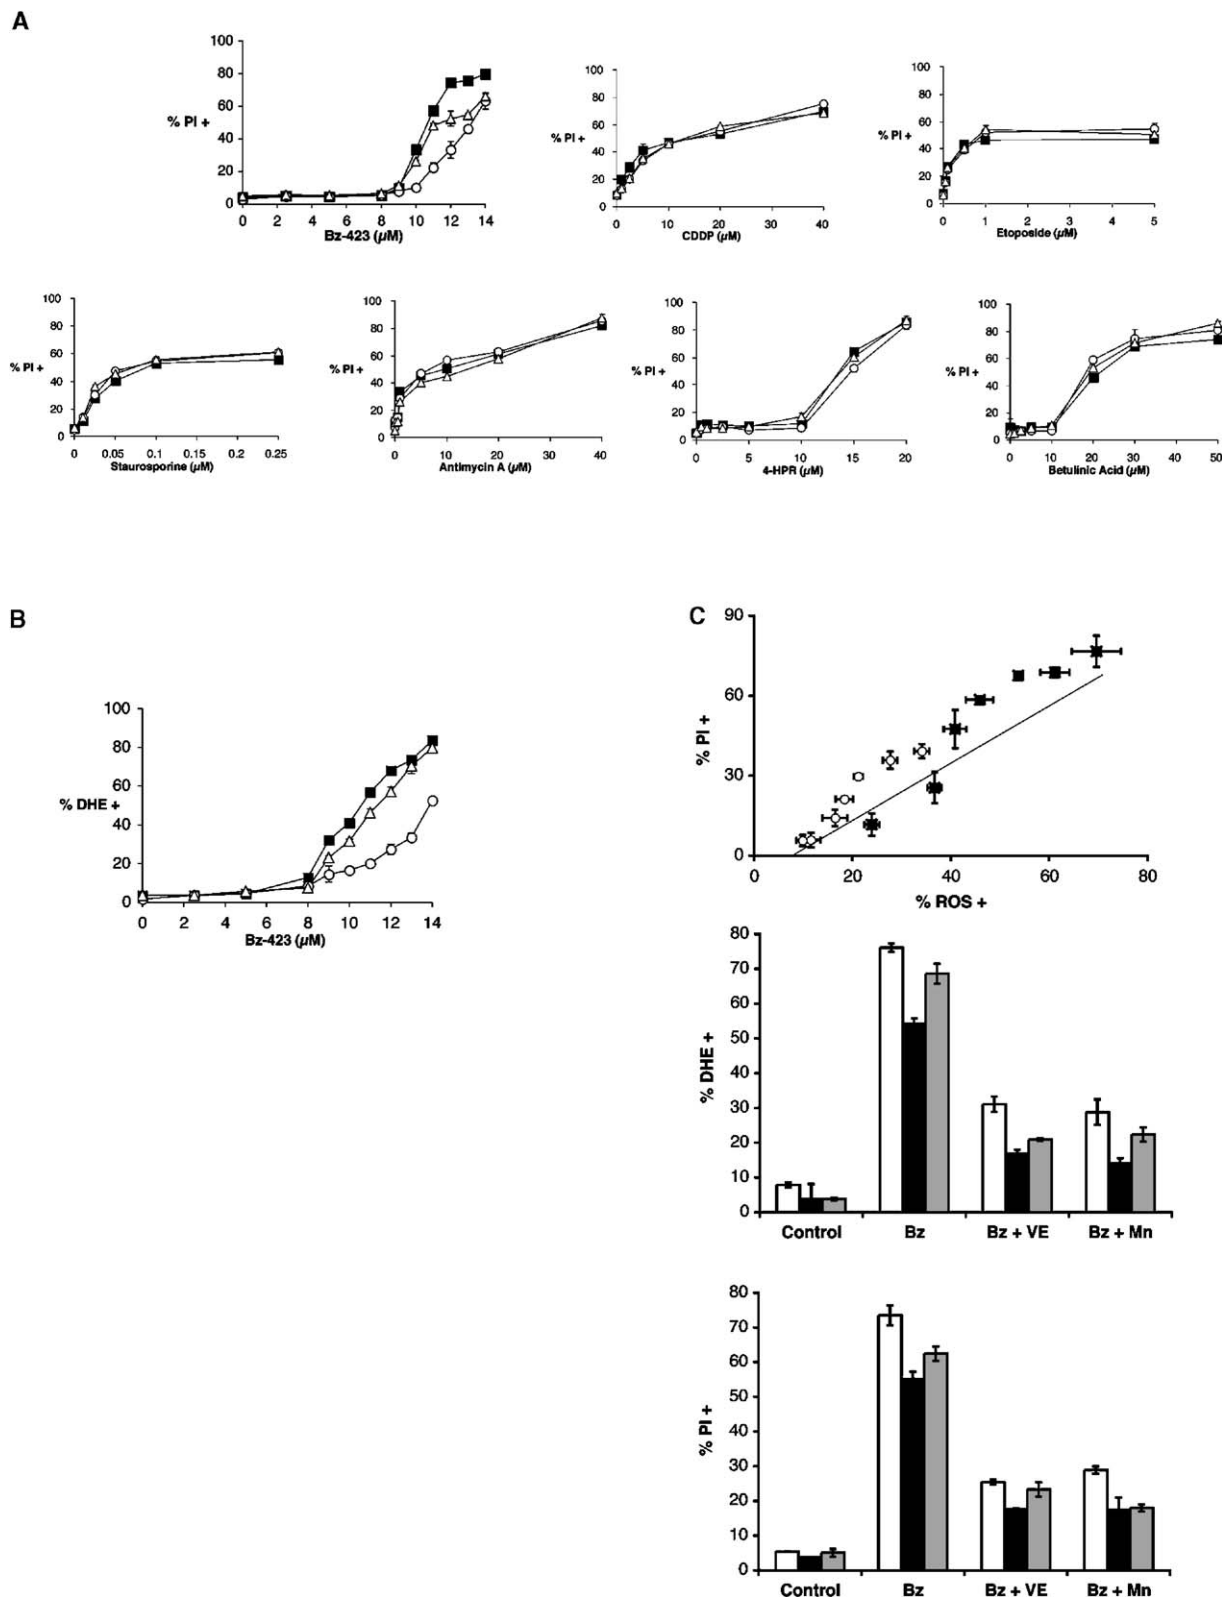 A
100
80
60
% PI +
40
20
0
0 2 4 6 8 10 12 14
Bz-423 (µM)
100
80
60
% PI +
40
20
0
0 10 20 30 40
CDDP (µM)
100
80
60
% PI +
40
20
0
0 1 2 3 4 5
Etoposide (µM)
100
80
60
% PI +
40
20
0
0 0.05 0.1 0.15 0.2 0.25
Staurosporine (µM)
100
80
60
% PI +
40
20
0
0 10 20 30 40
Antimycin A (µM)
100
80
60
% PI +
40
20
0
0 5 10 15 20
4-HPR (µM)
100
80
60
% PI +
40
20
0
0 10 20 30 40 50
Betulinic Acid (µM)
B
100
80
60
% DHE +
40
20
0
0 2 4 6 8 10 12 14
Bz-423 (µM)
C
90
60
% PI +
30
0
0 20 40 60 80
% ROS +
80
70
60
50
% DHE +
40
30
20
10
0
Control Bz Bz + VE Bz + Mn
80
70
60
50
% PI +
40
30
20
10
0
Control Bz Bz + VE Bz + Mn